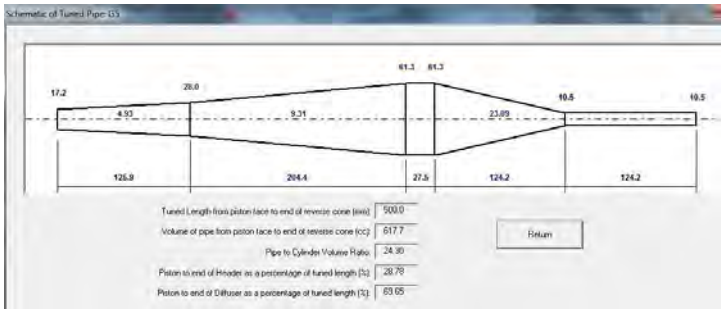 Schematic of Tuned Pipe: GS
61.3 61.3
28.0
17.2 10.5 10.5
4.93 9.31 23.09
125.9 204.4 27.5 124.2 124.2
Tuned Length from piston face to end of reverse cone (mm): 500.0
Volume of pipe from piston face to end of reverse cone (cc): 617.7
Pipe to Cylinder Volume Ratio: 24.30
Return
Piston to end of Header as a percentage of tuned length (%): 28.78
Piston to end of Diffuser as a percentage of tuned length (%): 69.65